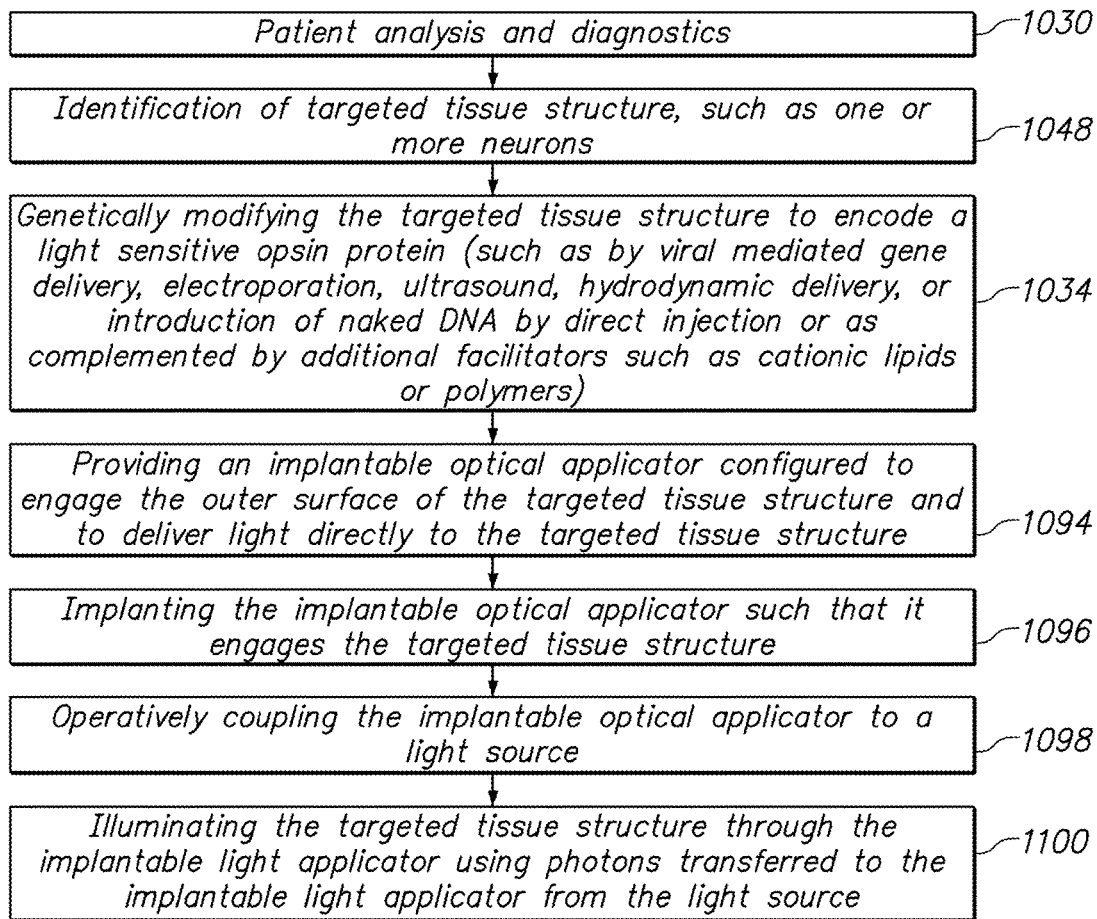 Patient analysis and diagnostics
1030
Identification of targeted tissue structure, such as one or
more neurons
1048
Genetically modifying the targeted tissue structure to encode a
light sensitive opsin protein (such as by viral mediated gene
delivery, electroporation, ultrasound, hydrodynamic delivery, or
introduction of naked DNA by direct injection or as
complemented by additional facilitators such as cationic lipids
or polymers)
1034
Providing an implantable optical applicator configured to
engage the outer surface of the targeted tissue structure and
to deliver light directly to the targeted tissue structure
1094
Implanting the implantable optical applicator such that it
engages the targeted tissue structure
1096
Operatively coupling the implantable optical applicator to a
light source
1098
Illuminating the targeted tissue structure through the
implantable light applicator using photons transferred to the
implantable light applicator from the light source
1100